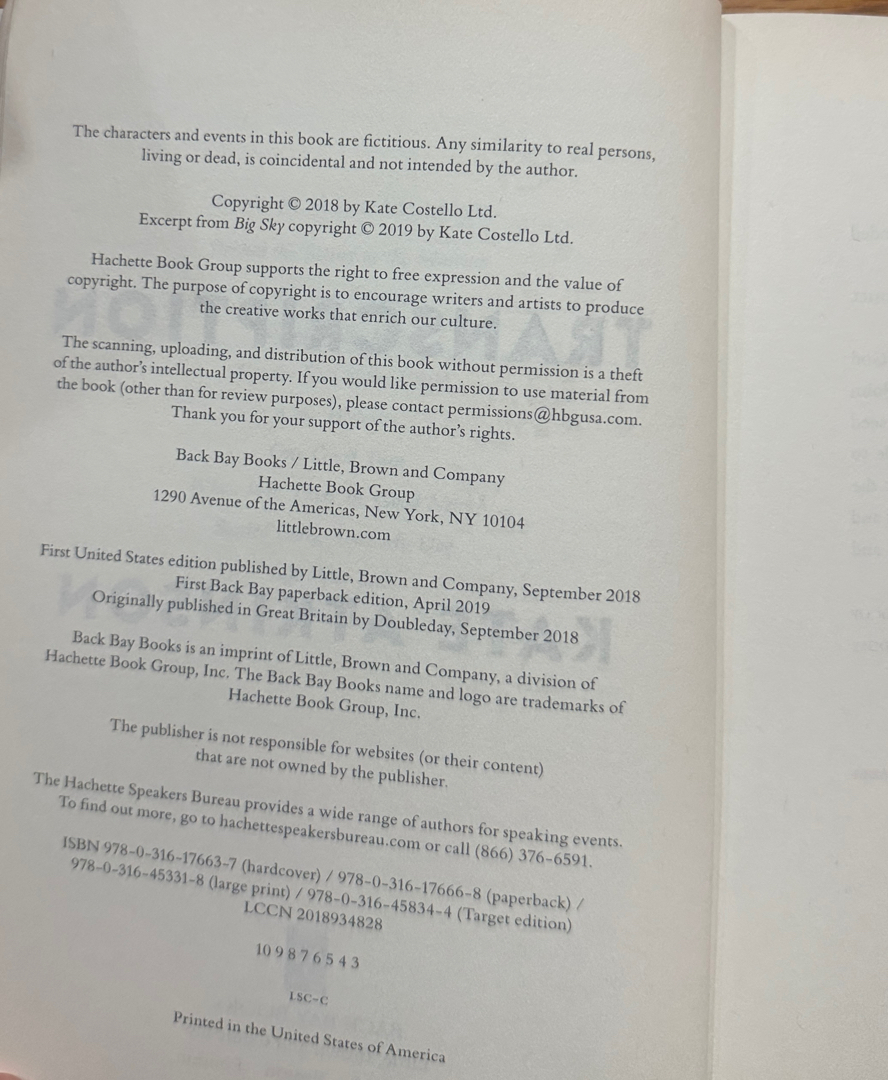 The characters and events in this book are fictitious. Any similarity to real persons,
living or dead, is coincidental and not intended by the author.
Copyright © 2018 by Kate Costello Ltd.
Excerpt from Big Sky copyright © 2019 by Kate Costello Ltd.
Hachette Book Group supports the right to free expression and the value of
copyright. The purpose of copyright is to encourage writers and artists to produce
the creative works that enrich our culture.
The scanning, uploading, and distribution of this book without permission is a theft
of the author's intellectual property. If you would like permission to use material from
the book (other than for review purposes), please contact permissions@hbgusa.com.
Thank you for your support of the author's rights.
Back Bay Books / Little, Brown and Company
Hachette Book Group
1290 Avenue of the Americas, New York, NY 10104
littlebrown.com
First United States edition published by Little, Brown and Company, September 2018
First Back Bay paperback edition, April 2019
Originally published in Great Britain by Doubleday, September 2018
Back Bay Books is an imprint of Little, Brown and Company, a division of
Hachette Book Group, Inc. The Back Bay Books name and logo are trademarks of
Hachette Book Group, Inc.
The publisher is not responsible for websites (or their content)
that are not owned by the publisher.
The Hachette Speakers Bureau provides a wide range of authors for speaking events.
To find out more, go to hachettespeakersbureau.com or call (866) 376-6591.
ISBN 978-0-316-17663-7 (hardcover) / 978-0-316-17666-8 (paperback) /
978-0-316-45331-8 (large print) / 978-0-316-45834-4 (Target edition)
LCCN 2018934828
10 9 8 7 6 5 4 3
LSC-C
Printed in the United States of America